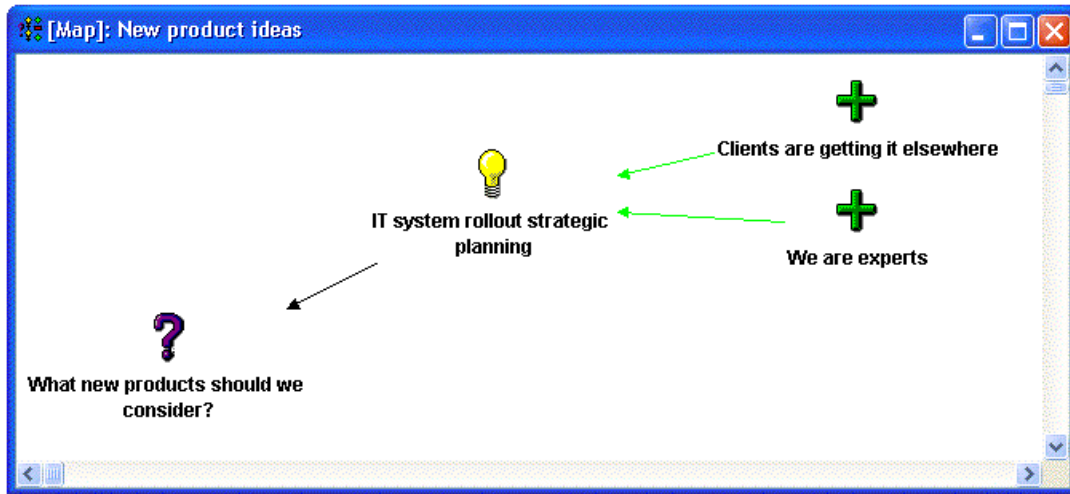 [Map]: New product ideas
Clients are getting it elsewhere
IT system rollout strategic
planning
We are experts
What new products should we
consider?